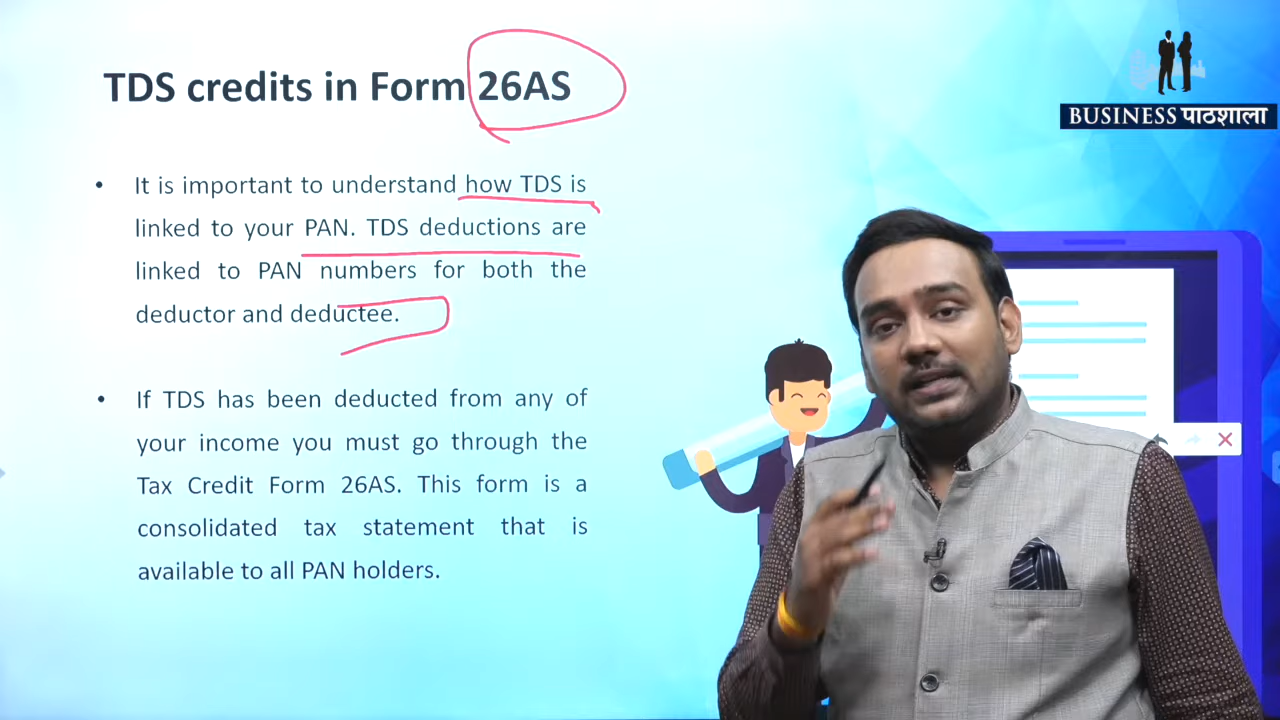 TDS credits in Form 26AS
BUSINESS पाठशाला
• It is important to understand how TDS is
linked to your PAN. TDS deductions are
linked to PAN numbers for both the
deductor and deductee.
• If TDS has been deducted from any of
your income you must go through the
Tax Credit Form 26AS. This form is a
consolidated tax statement that is
available to all PAN holders.